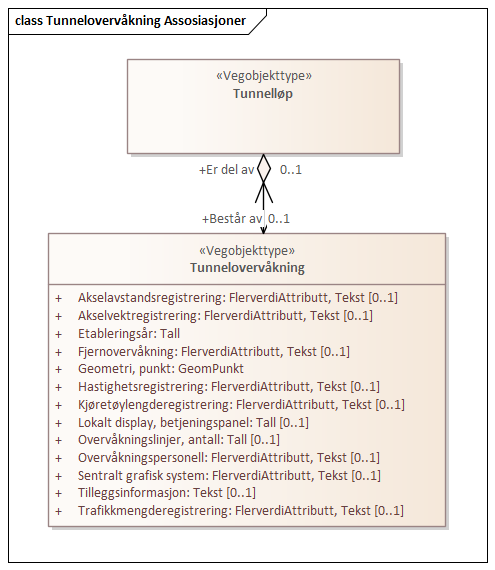 class Tunnelovervåkning Assosiasjoner
«Vegobjekttype»
Tunnelløp
+Er del av 0..1
+Består av 0..1
«Vegobjekttype»
Tunnelovervåkning
+ Akselavstandsregistrering: FlerverdiAttributt, Tekst [0..1]
+ Akselvektregistrering: FlerverdiAttributt, Tekst [0..1]
+ Etableringsår: Tall
+ Fjernovervåkning: FlerverdiAttributt, Tekst [0..1]
+ Geometri, punkt: GeomPunkt
+ Hastighetsregistrering: FlerverdiAttributt, Tekst [0..1]
+ Kjøretøylengderegistrering: FlerverdiAttributt, Tekst [0..1]
+ Lokalt display, betjeningspanel: Tall [0..1]
+ Overvåkningslinjer, antall: Tall [0..1]
+ Overvåkningspersonell: FlerverdiAttributt, Tekst [0..1]
+ Sentralt grafisk system: FlerverdiAttributt, Tekst [0..1]
+ Tilleggsinformasjon: Tekst [0..1]
+ Trafikkmengderegistrering: FlerverdiAttributt, Tekst [0..1]